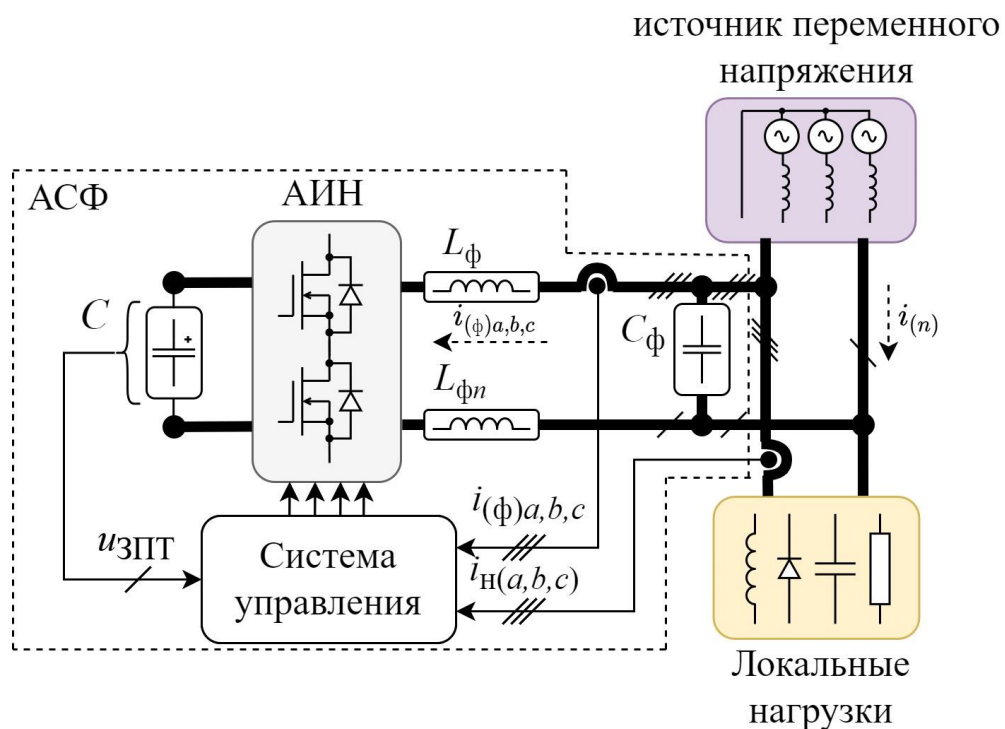 источник переменного
напряжения
АСФ
АИН
Lф
i(ф)a,b,c
C
Cф
i(n)
Lфn
i(ф)a,b,c
uЗПТ
Система
управления
iн(a,b,c)
Локальные
нагрузки